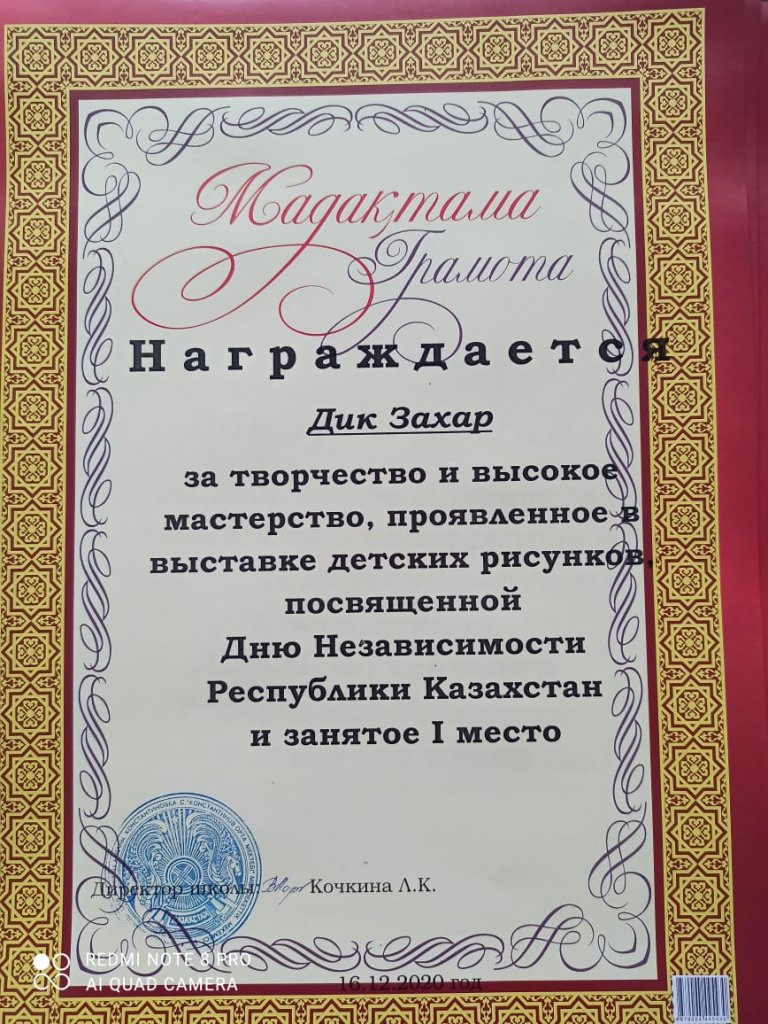 Мадақтама
Грамота
Награждается
Дик Захар
за творчество и высокое
мастерство, проявленное в
выставке детских рисунков,
посвященной
Дню Независимости
Республики Казахстан
и занятое I место
Директор школы: Кочкина Л.К.
16.12.2020 год
REDMI NOTE 8 PRO
AI QUAD CAMERA